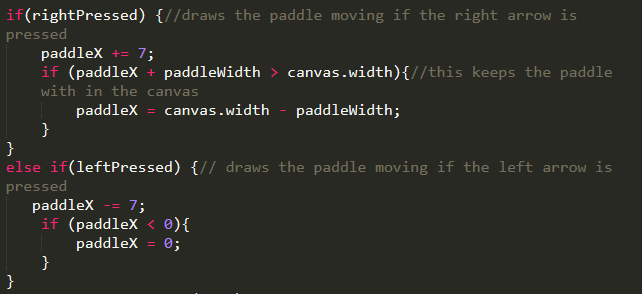 if(rightPressed) {//draws the paddle moving if the right arrow is
pressed
paddleX += 7;
if (paddleX + paddleWidth > canvas.width){//this keeps the paddle
with in the canvas
paddleX = canvas.width - paddleWidth;
}
}
else if(leftPressed) {// draws the paddle moving if the left arrow is
pressed
paddleX -= 7;
if (paddleX < 0){
paddleX = 0;
}
}